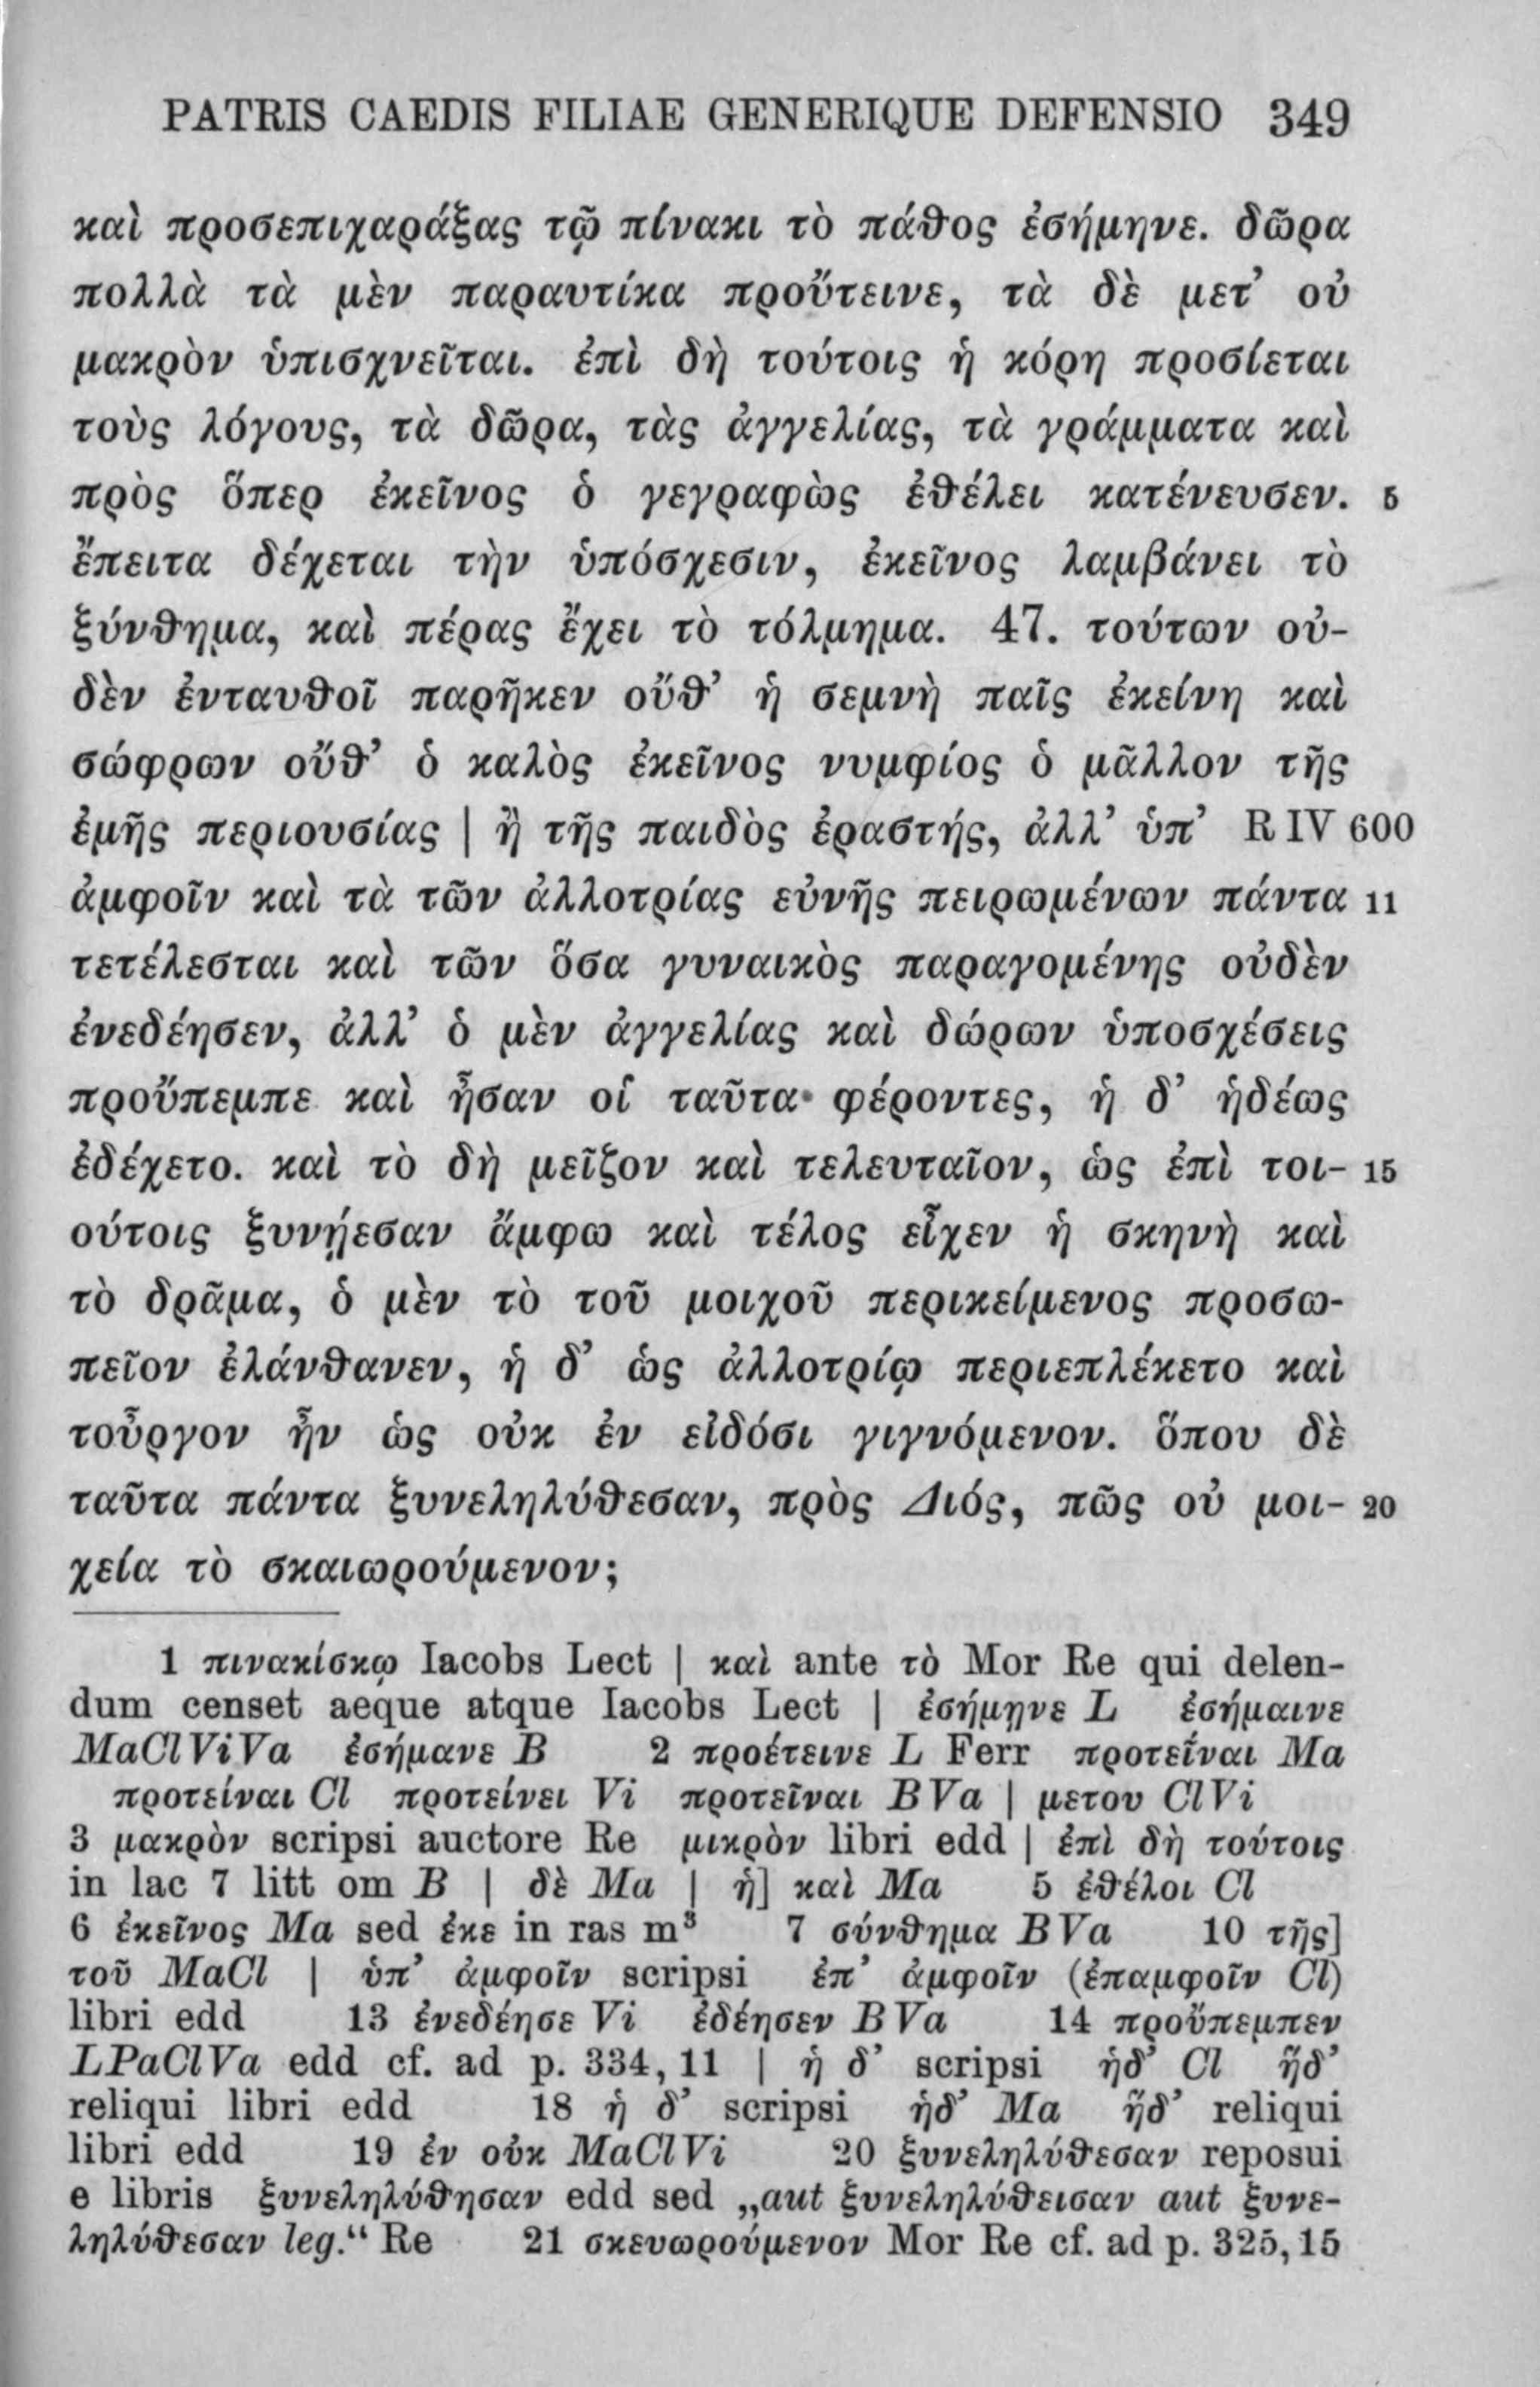 PATRIS CAEDIS FILIAE GENERIQUE DEFENSIO 349
καὶ προσεπιχαράξας τῷ πίνακι τὸ πάθος ἐσήμηνε. δῶρα
πολλὰ τὰ μὲν παραυτίκα προὔτεινε, τὰ δὲ μετ’ οὐ
μακρὸν ὑπισχνεῖται. ἐπὶ δὴ τούτοις ἡ κόρη προσίεται
τοὺς λόγους, τὰ δῶρα, τὰς ἀγγελίας, τὰ γράμματα καὶ
πρὸς ὅπερ ἐκεῖνος ὁ γεγραφὼς ἐθέλει κατένευσεν. 5
ἔπειτα δέχεται τὴν ὑπόσχεσιν, ἐκεῖνος λαμβάνει τὸ
ξύνθημα, καὶ πέρας ἔχει τὸ τόλμημα. 47. τούτων οὐ-
δὲν ἐνταυθοῖ παρῆκεν οὔθ’ ἡ σεμνὴ παῖς ἐκείνη καὶ
σώφρων οὔθ’ ὁ καλὸς ἐκεῖνος νυμφίος ὁ μᾶλλον τῆς
ἐμῆς περιουσίας | ἢ τῆς παιδὸς ἐραστής, ἀλλ’ ὑπ’ R IV 600
ἀμφοῖν καὶ τὰ τῶν ἀλλοτρίας εὐνῆς πειρωμένων πάντα 11
τετέλεσται καὶ τῶν ὅσα γυναικὸς παραγομένης οὐδὲν
ἐνεδέησεν, ἀλλ’ ὁ μὲν ἀγγελίας καὶ δώρων ὑποσχέσεις
προὔπεμπε καὶ ἦσαν οἱ ταῦτα φέροντες, ἡ δ’ ἡδέως
ἐδέχετο. καὶ τὸ δὴ μεῖζον καὶ τελευταῖον, ὡς ἐπὶ τοι- 15
ούτοις ξυνῄεσαν ἄμφω καὶ τέλος εἶχεν ἡ σκηνὴ καὶ
τὸ δρᾶμα, ὁ μὲν τὸ τοῦ μοιχοῦ περικείμενος προσω-
πεῖον ἐλάνθανεν, ἡ δ’ ὡς ἀλλοτρίῳ περιεπλέκετο καὶ
τοὖργον ἦν ὡς οὐκ ἐν εἰδόσι γιγνόμενον. ὅπου δὲ
ταῦτα πάντα ξυνεληλύθεσαν, πρὸς Διός, πῶς οὐ μοι- 20
χεία τὸ σκαιωρούμενον;
1 πινακίσκῳ Iacobs Lect | καὶ ante τὸ Mor Re qui delen-
dum censet aeque atque Iacobs Lect | ἐσήμῃνε L ἐσήμαινε
MaClViVa ἐσήμανε B 2 προέτεινε L Ferr προτεῖναι Ma
προτείναι Cl προτείνει Vi προτεῖναι BVa | μετου ClVi
3 μακρὸν scripsi auctore Re μικρὸν libri edd | ἐπὶ δὴ τούτοις
in lac 7 litt om B | δὲ Ma | ἡ] καὶ Ma 5 ἐθέλοι Cl
6 ἐκεῖνος Ma sed ἐκε in ras m³ 7 σύνθημα BVa 10 τῆς]
τοῦ MaCl | ὑπ’ ἀμφοῖν scripsi ἐπ’ ἀμφοῖν (ἐπαμφοῖν Cl)
libri edd 13 ἐνεδέησε Vi ἐδέησεν BVa 14 προὔπεμπεν
LPaClVa edd cf. ad p. 334, 11 | ἡ δ’ scripsi ἡδ’ Cl ἥδ’
reliqui libri edd 18 ἡ δ’ scripsi ἡδ’ Ma ἥδ’ reliqui
libri edd 19 ἐν οὐκ MaClVi 20 ξυνεληλύθεσαν reposui
e libris ξυνεληλύθησαν edd sed „aut ξυνεληλύθεισαν aut ξυνε-
ληλύθεσαν leg.“ Re 21 σκευωρούμενον Mor Re cf. ad p. 325, 15